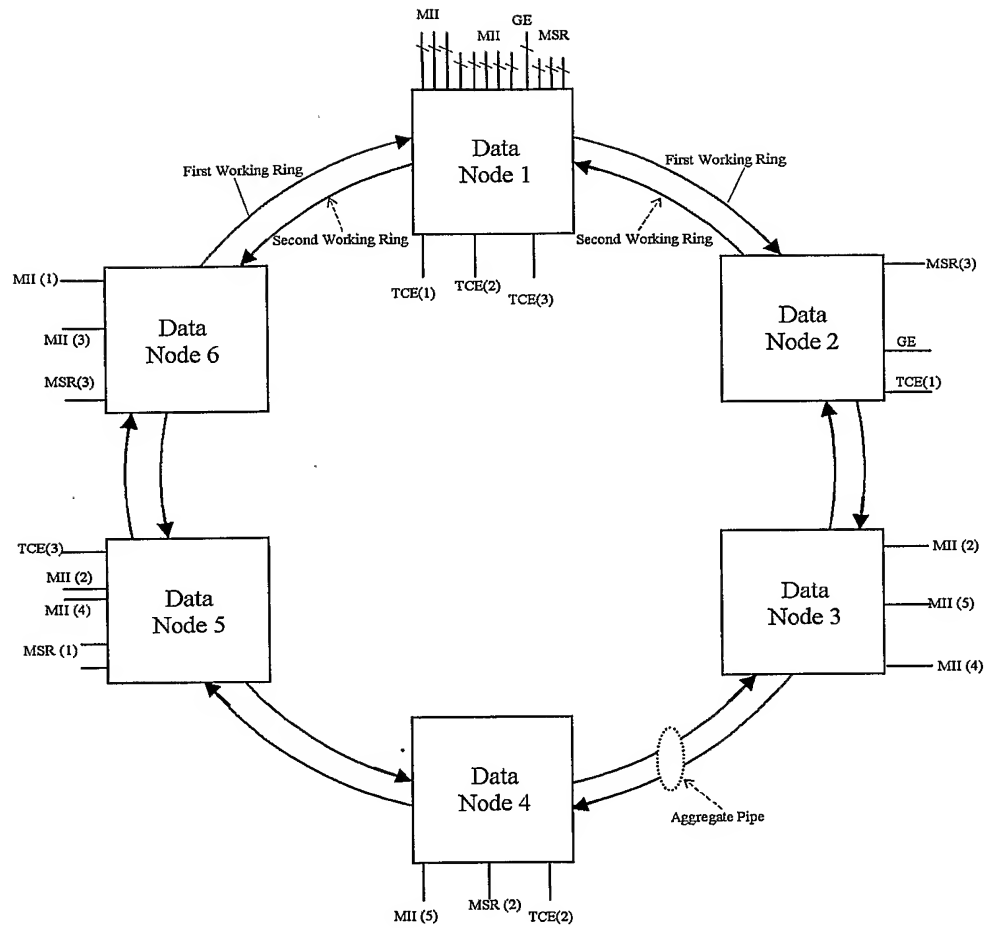 MII
GE
MII
MSR
Data
Node 1
First Working Ring
First Working Ring
Second Working Ring
Second Working Ring
TCE(1)
TCE(2)
TCE(3)
MII (1)
MII (3)
MSR(3)
Data
Node 6
Data
Node 2
MSR(3)
GE
TCE(1)
TCE(3)
MII (2)
MII (4)
MSR (1)
Data
Node 5
Data
Node 3
MII (2)
MII (5)
MII (4)
Data
Node 4
Aggregate Pipe
MII (5)
MSR (2)
TCE(2)